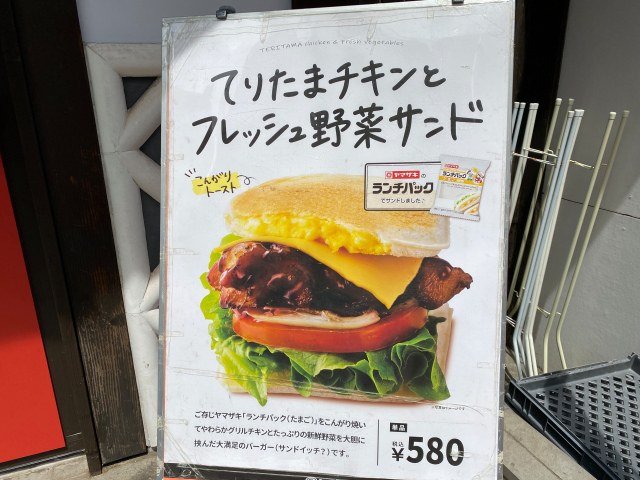 TERITAMA chicken & Fresh vegetables
てりたまチキンと
フレッシュ野菜サンド
こんがり
トースト
ヤマザキの
ランチパック
でサンドしました♪
ご存じヤマザキ「ランチパック(たまご)」をこんがり焼い
てやわらかグリルチキンとたっぷりの新鮮野菜を大胆に
挟んだ大満足のバーガー(サンドイッチ?)です。
単品
税込
¥580